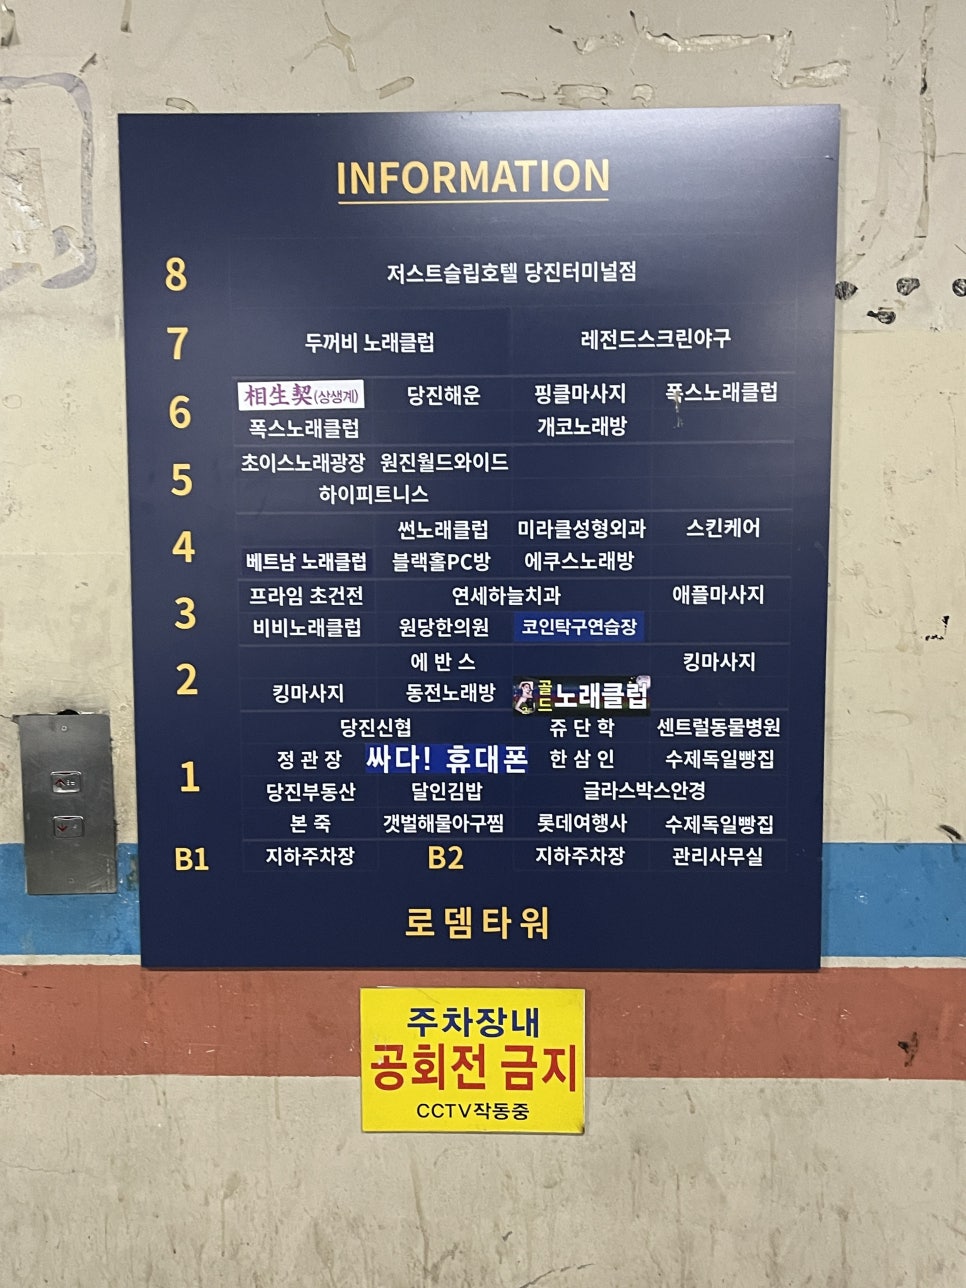 INFORMATION
8 저스트슬립호텔 당진터미널점
7 두꺼비 노래클럽 레전드스크린야구
6 相生契(상생계) 당진해운 핑클마사지 폭스노래클럽
폭스노래클럽 개코노래방
5 초이스노래광장 원진월드와이드
하이피트니스
4 썬노래클럽 미라클성형외과 스킨케어
베트남 노래클럽 블랙홀PC방 에쿠스노래방
3 프라임 초건전 연세하늘치과 애플마사지
비비노래클럽 원당한의원 코인탁구연습장
2 에 반 스 킹마사지
킹마사지 동전노래방 골드 노래클럽
1 당진신협 쥬 단 학 센트럴동물병원
정 관 장 싸다! 휴대폰 한 삼 인 수제독일빵집
당진부동산 달인김밥 글라스박스안경
본 죽 갯벌해물아구찜 롯데여행사 수제독일빵집
B1 지하주차장 B2 지하주차장 관리사무실
로뎀타워
주차장내
공회전 금지
CCTV작동중